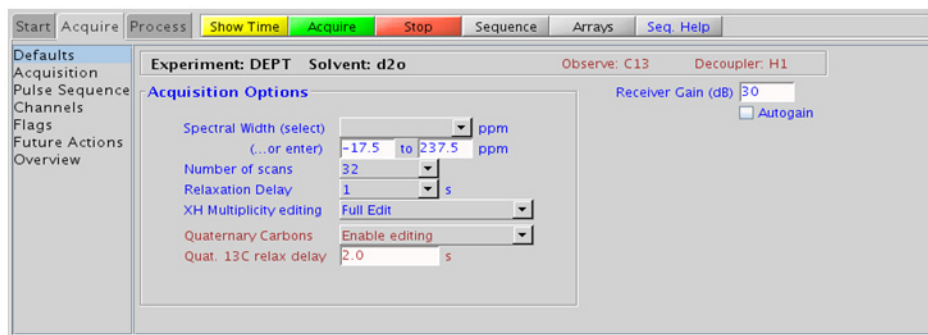 Start Acquire Process Show Time Acquire Stop Sequence Arrays Seq. Help
Defaults
Acquisition
Pulse Sequence
Channels
Flags
Future Actions
Overview
Experiment: DEPT Solvent: d2o Observe: C13 Decoupler: H1
Acquisition Options
Spectral Width (select) ppm
(...or enter) -17.5 to 237.5 ppm
Number of scans 32
Relaxation Delay 1 s
XH Multiplicity editing Full Edit
Quaternary Carbons Enable editing
Quat. 13C relax delay 2.0 s
Receiver Gain (dB) 30
Autogain